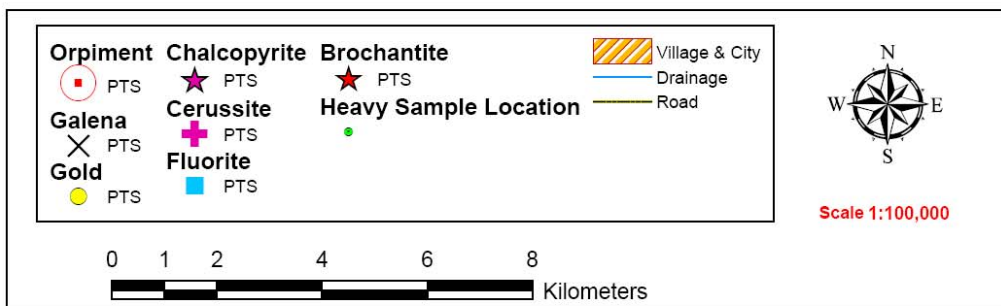 Orpiment
PTS
Galena
PTS
Gold
PTS
Chalcopyrite
PTS
Cerussite
PTS
Fluorite
PTS
Brochantite
PTS
Heavy Sample Location
Village & City
Drainage
Road
N
W E
S
Scale 1:100,000
0 1 2 4 6 8
Kilometers